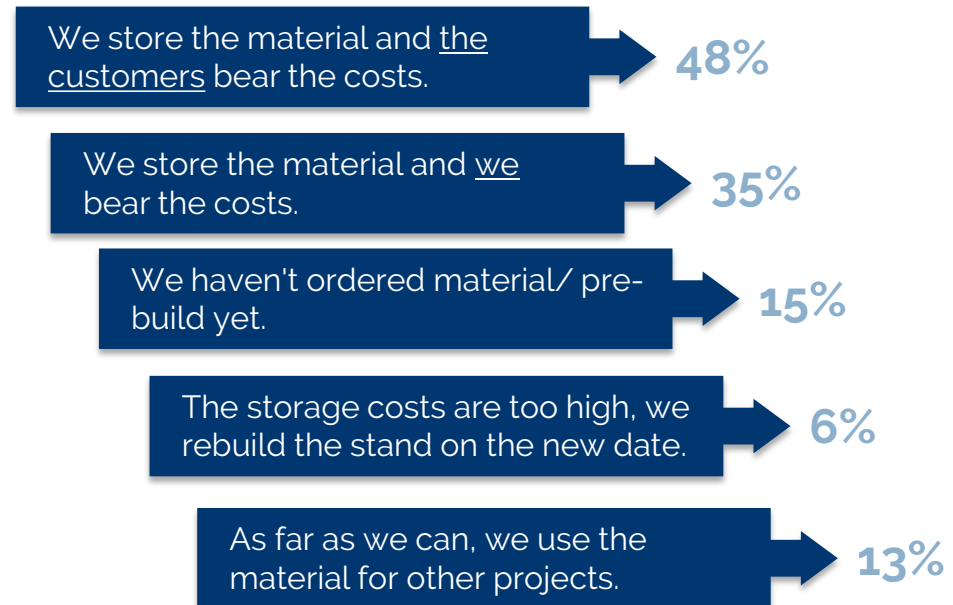 We store the material and the
customers bear the costs.
48%
We store the material and we
bear the costs.
35%
We haven't ordered material/ pre-
build yet.
15%
The storage costs are too high, we
rebuild the stand on the new date.
6%
As far as we can, we use the
material for other projects.
13%